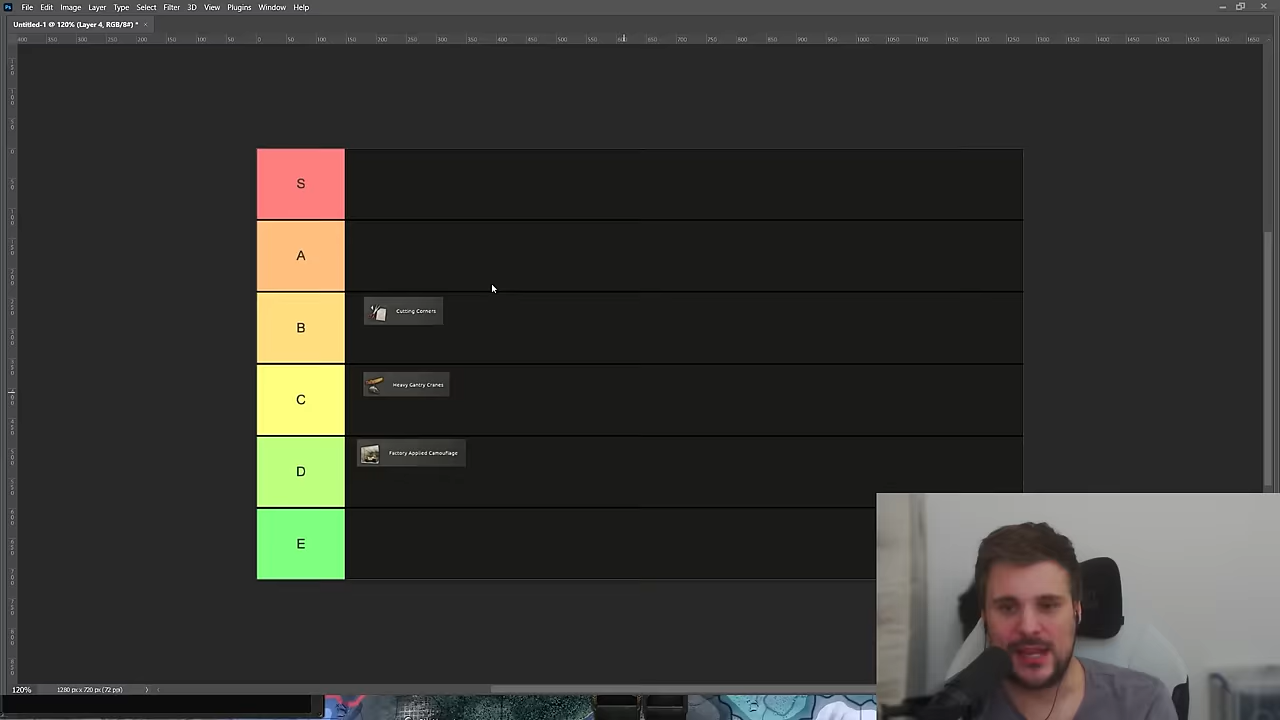 File Edit Image Layer Type Select Filter 3D View Plugins Window Help
Untitled-1 @ 120% (Layer 4, RGB/8#) *
S
A
B
Cutting Corners
C
Heavy Gantry Cranes
D
Factory Applied Camouflage
E
120% 1280 px x 720 px (72 ppi)